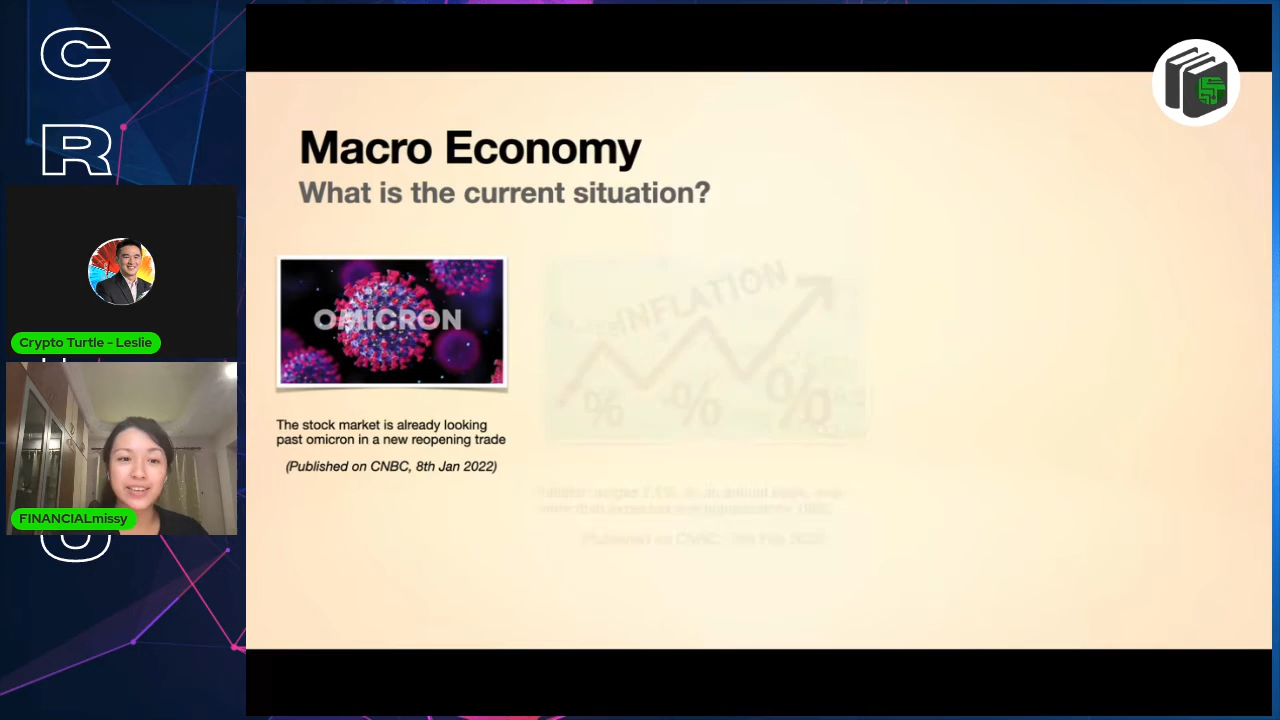 C
R
U
Crypto Turtle - Leslie
FINANCIALmissy
Macro Economy
What is the current situation?
OMICRON
The stock market is already looking
past omicron in a new reopening trade
(Published on CNBC, 8th Jan 2022)
INFLATION
% % %